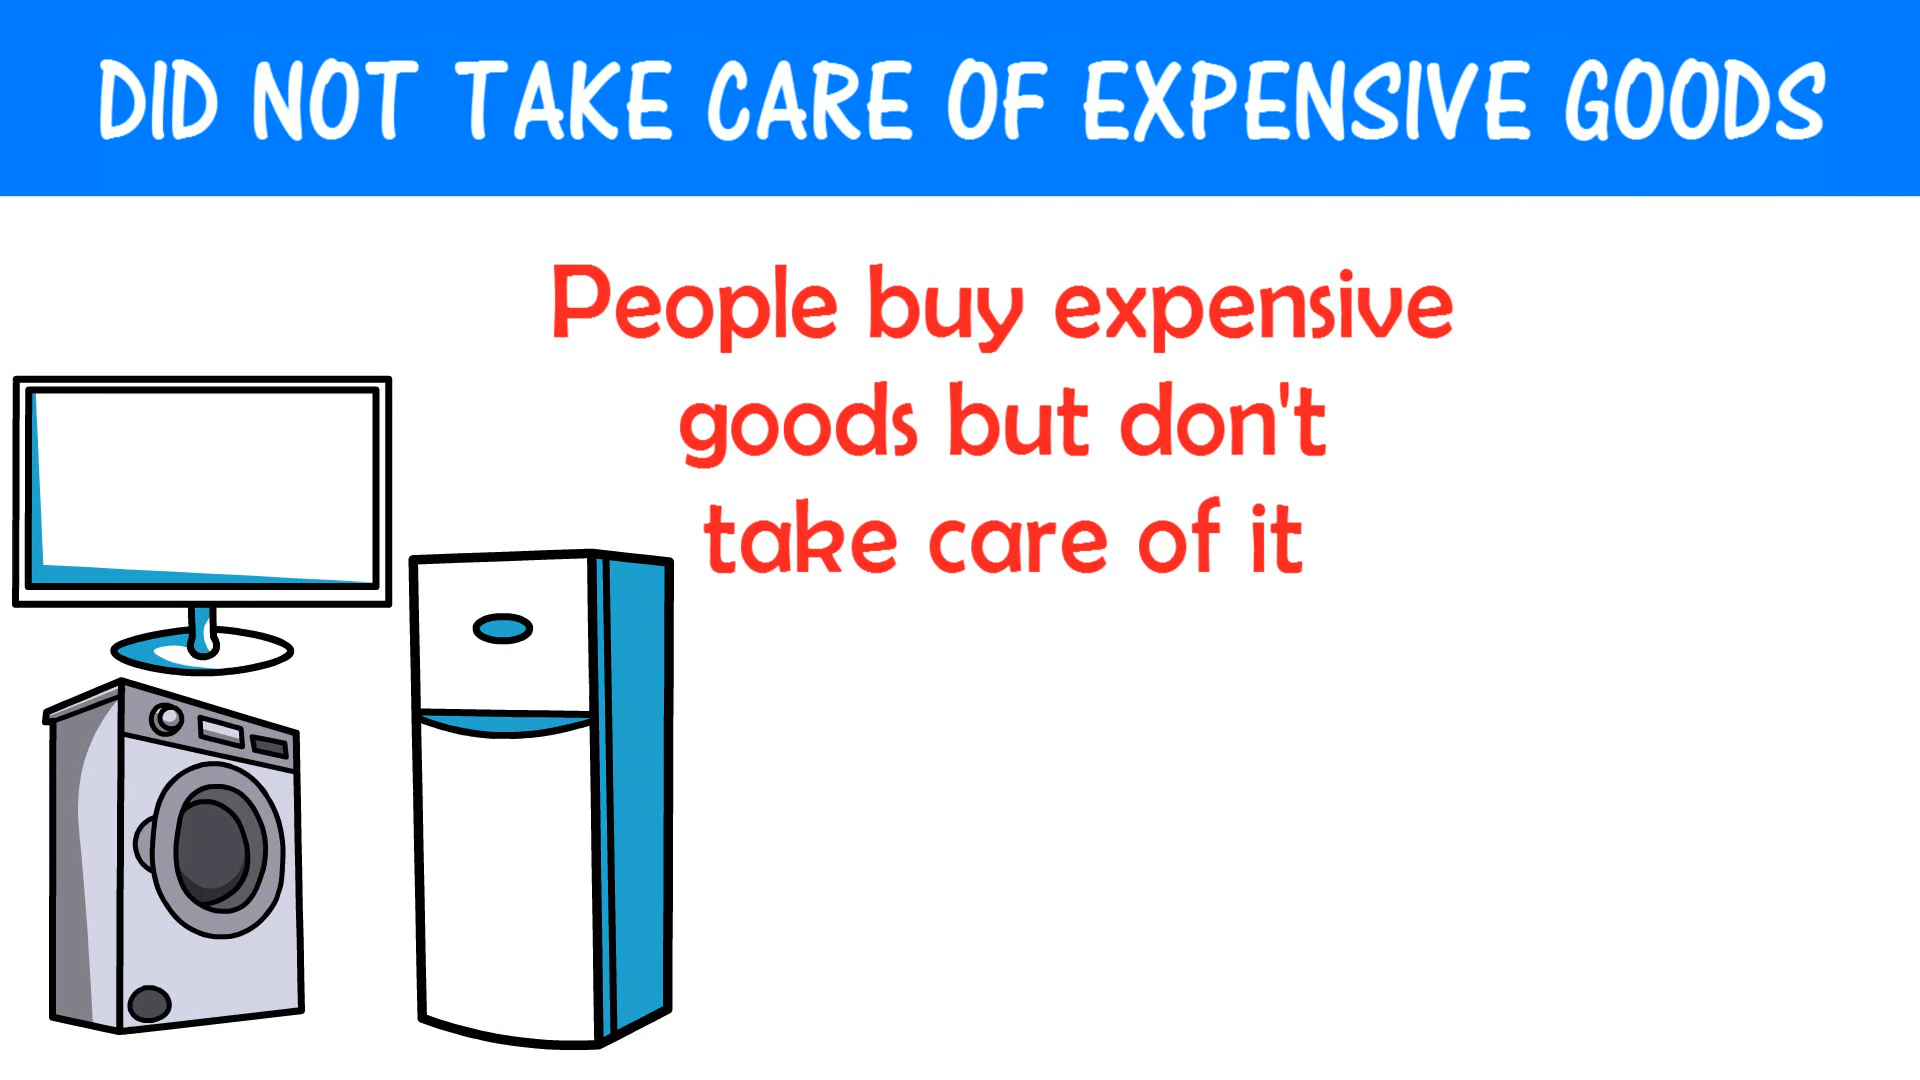 DID NOT TAKE CARE OF EXPENSIVE GOODS
People buy expensive
goods but don't
take care of it